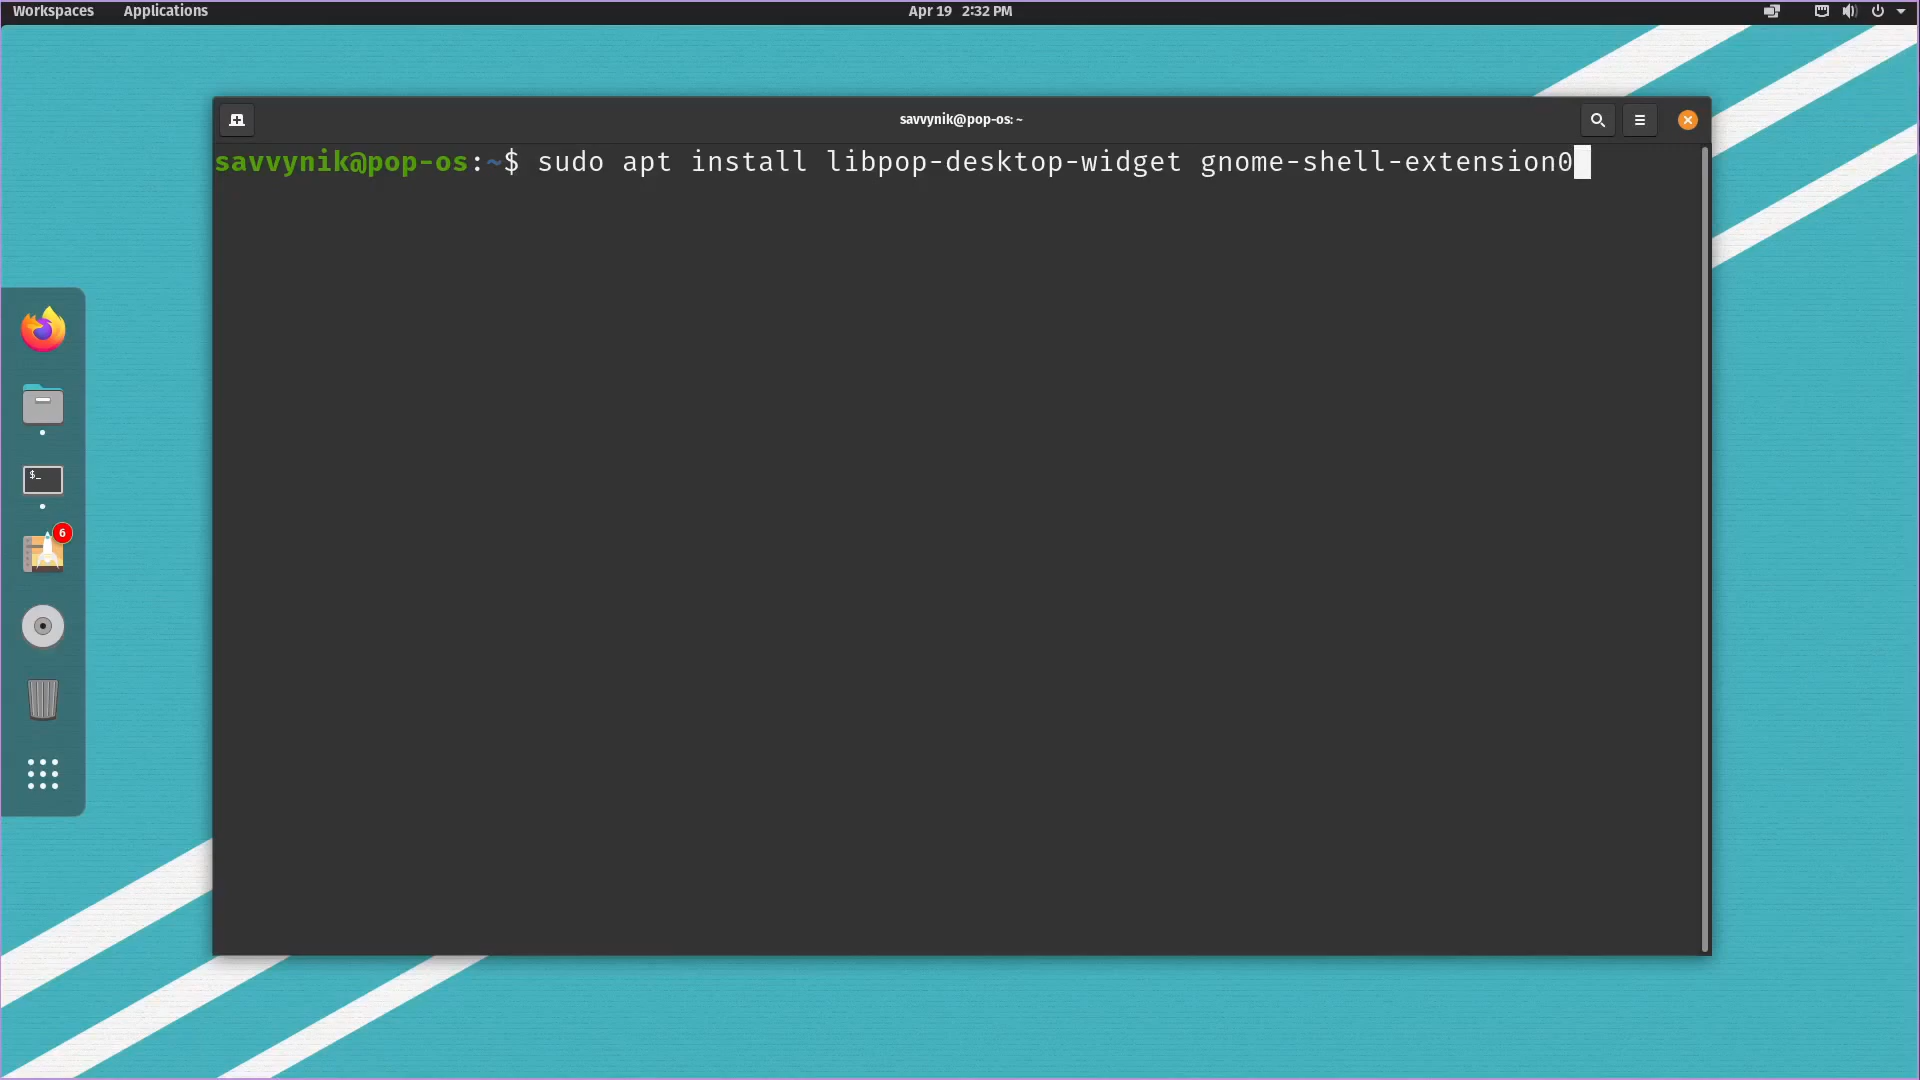 Workspaces Applications Apr 19 2:32 PM
savvynik@pop-os: ~
savvynik@pop-os:~$ sudo apt install libpop-desktop-widget gnome-shell-extension0
$_
6